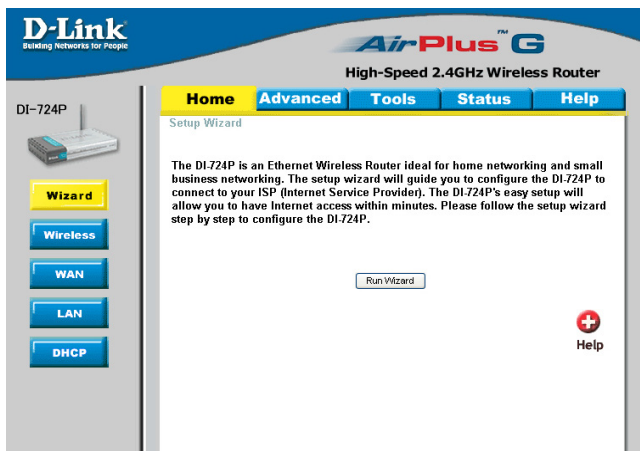 D-Link
Building Networks for People
AirPlus G
TM
High-Speed 2.4GHz Wireless Router
DI-724P
Home Advanced Tools Status Help
Setup Wizard
The DI-724P is an Ethernet Wireless Router ideal for home networking and small
business networking. The setup wizard will guide you to configure the DI-724P to
connect to your ISP (Internet Service Provider). The DI-724P's easy setup will
allow you to have Internet access within minutes. Please follow the setup wizard
step by step to configure the DI-724P.
Wizard
Wireless
WAN
LAN
DHCP
Run Wizard
Help